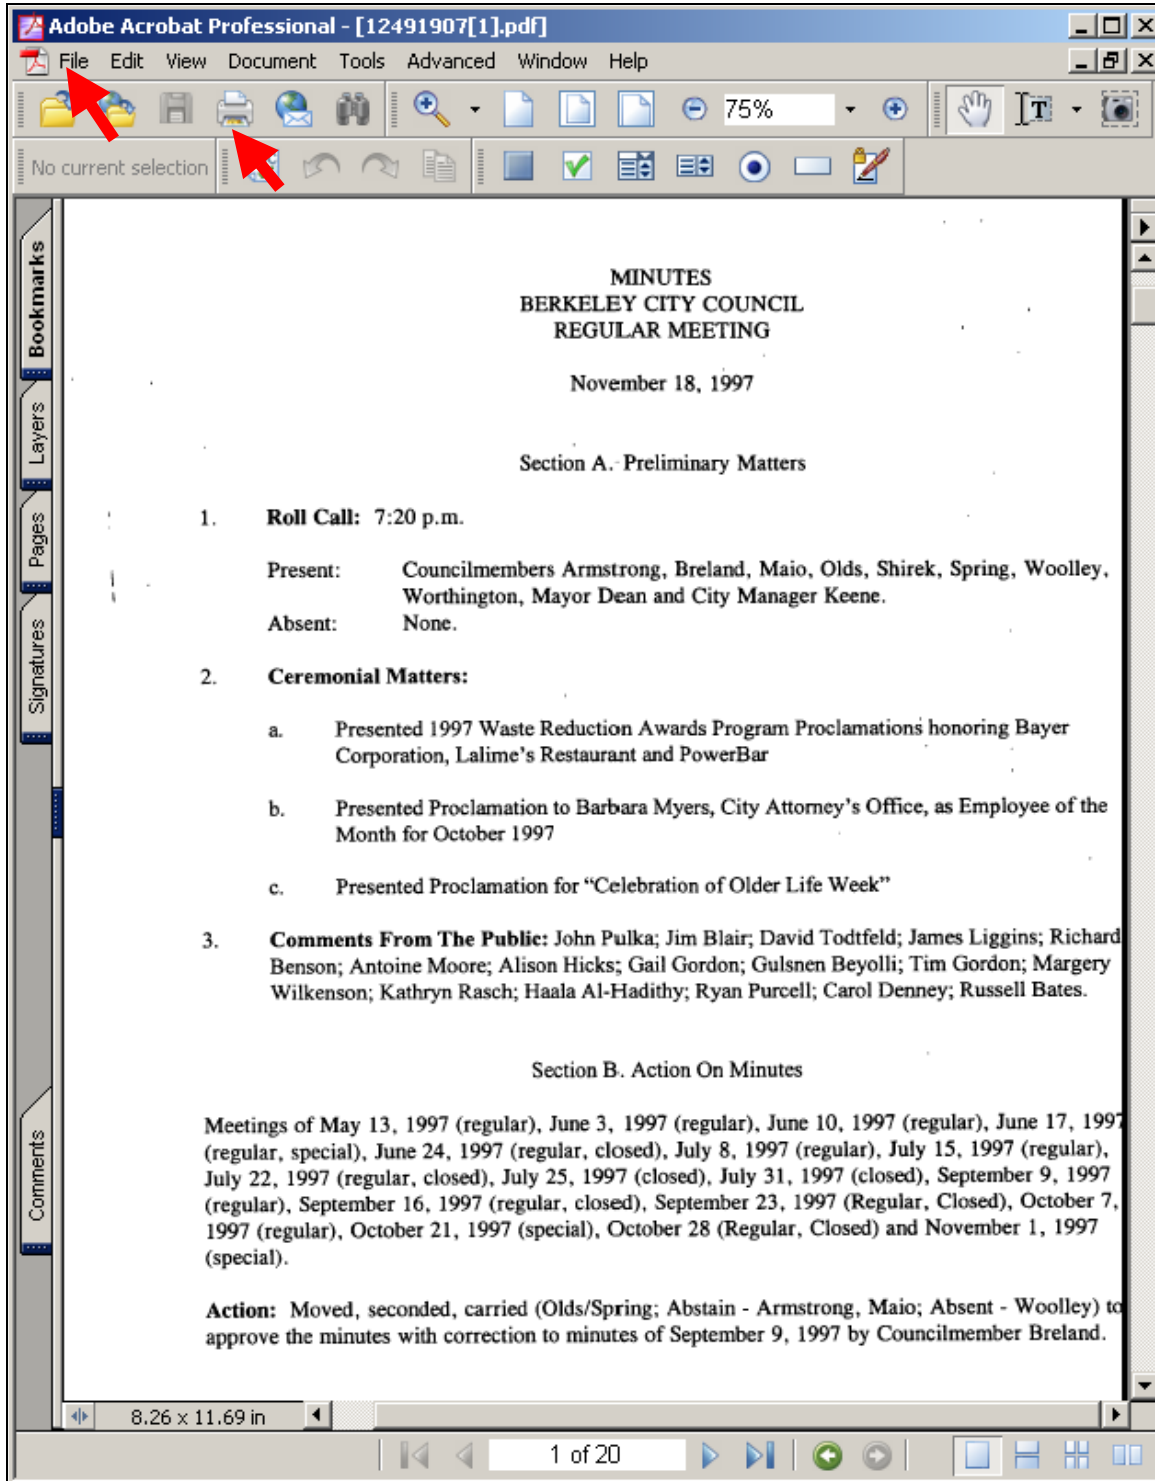 Adobe Acrobat Professional - [12491907[1].pdf]
File Edit View Document Tools Advanced Window Help
75%
No current selection
Bookmarks
Layers
Pages
Signatures
Comments
MINUTES
BERKELEY CITY COUNCIL
REGULAR MEETING
November 18, 1997
Section A. Preliminary Matters
1. Roll Call: 7:20 p.m.
Present: Councilmembers Armstrong, Breland, Maio, Olds, Shirek, Spring, Woolley,
Worthington, Mayor Dean and City Manager Keene.
Absent: None.
2. Ceremonial Matters:
a. Presented 1997 Waste Reduction Awards Program Proclamations honoring Bayer
Corporation, Lalime's Restaurant and PowerBar
b. Presented Proclamation to Barbara Myers, City Attorney's Office, as Employee of the
Month for October 1997
c. Presented Proclamation for “Celebration of Older Life Week”
3. Comments From The Public: John Pulka; Jim Blair; David Todtfeld; James Liggins; Richard
Benson; Antoine Moore; Alison Hicks; Gail Gordon; Gulsnen Beyolli; Tim Gordon; Margery
Wilkenson; Kathryn Rasch; Haala Al-Hadithy; Ryan Purcell; Carol Denney; Russell Bates.
Section B. Action On Minutes
Meetings of May 13, 1997 (regular), June 3, 1997 (regular), June 10, 1997 (regular), June 17, 1997
(regular, special), June 24, 1997 (regular, closed), July 8, 1997 (regular), July 15, 1997 (regular),
July 22, 1997 (regular, closed), July 25, 1997 (closed), July 31, 1997 (closed), September 9, 1997
(regular), September 16, 1997 (regular, closed), September 23, 1997 (Regular, Closed), October 7,
1997 (regular), October 21, 1997 (special), October 28 (Regular, Closed) and November 1, 1997
(special).
Action: Moved, seconded, carried (Olds/Spring; Abstain - Armstrong, Maio; Absent - Woolley) to
approve the minutes with correction to minutes of September 9, 1997 by Councilmember Breland.
8.26 x 11.69 in
1 of 20